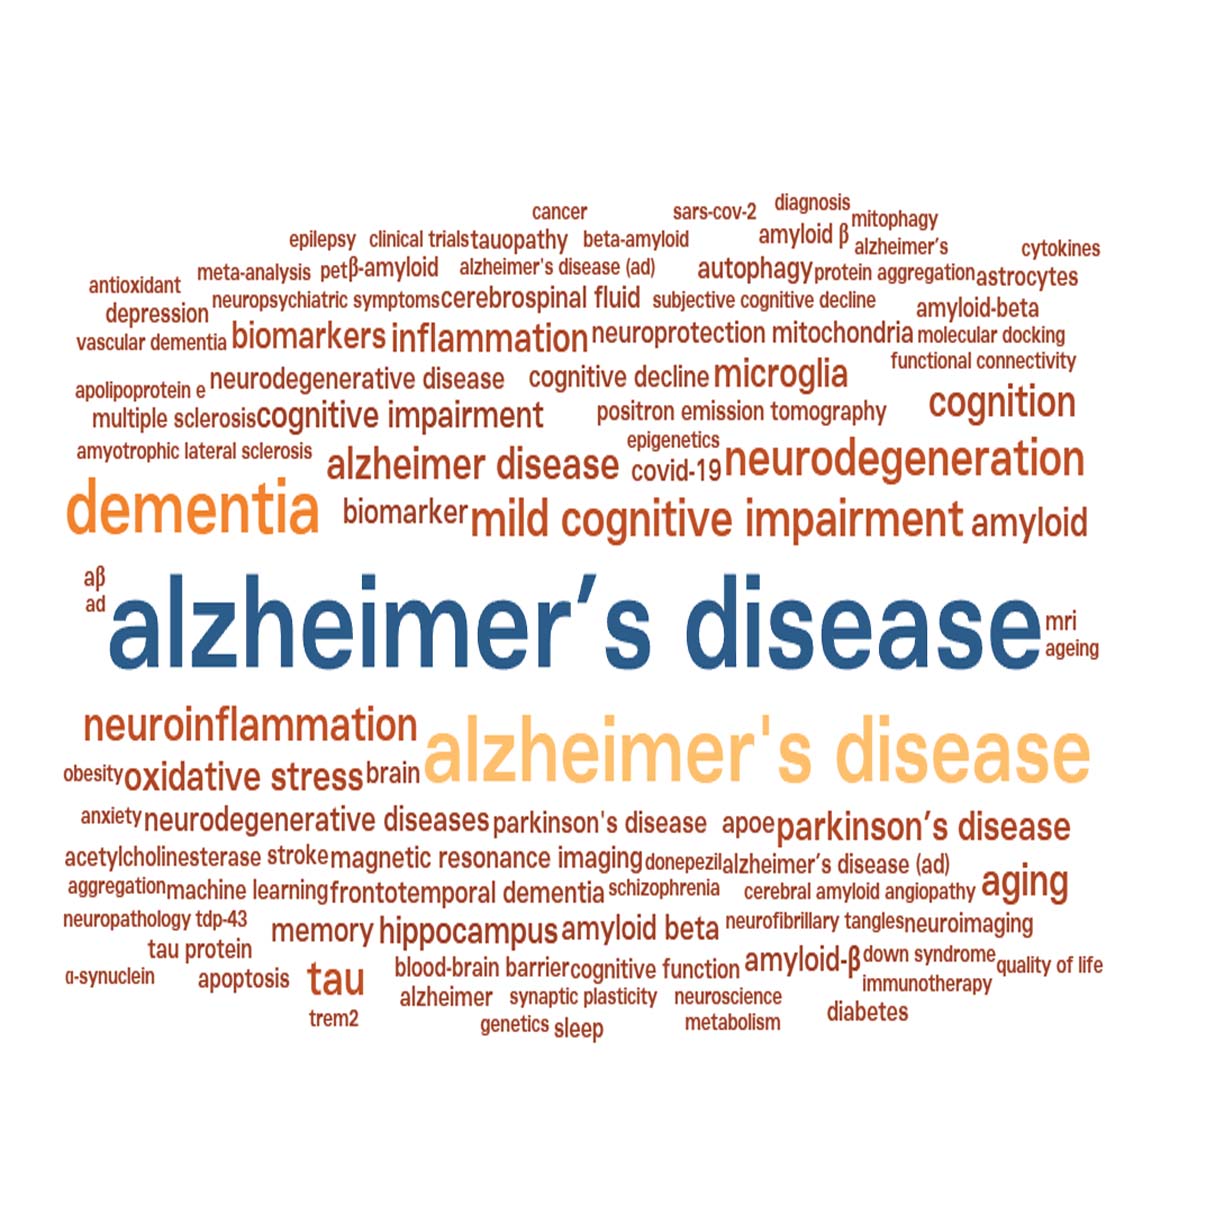 cancer sars-cov-2 diagnosis
mitophagy
epilepsy clinical trials tauopathy beta-amyloid amyloid β alzheimer’s cytokines
antioxidant meta-analysis pet β-amyloid alzheimer's disease (ad) autophagy protein aggregation astrocytes
depression neuropsychiatric symptoms cerebrospinal fluid subjective cognitive decline amyloid-beta
vascular dementia biomarkers inflammation neuroprotection mitochondria molecular docking
functional connectivity
apolipoprotein e neurodegenerative disease cognitive decline microglia
multiple sclerosis cognitive impairment positron emission tomography cognition
epigenetics
amyotrophic lateral sclerosis alzheimer disease covid-19 neurodegeneration
dementia biomarker mild cognitive impairment amyloid
aβ
ad alzheimer’s disease mri
ageing
neuroinflammation alzheimer's disease
obesity oxidative stress brain
anxiety neurodegenerative diseases parkinson's disease apoe parkinson’s disease
acetylcholinesterase stroke magnetic resonance imaging donepezil alzheimer’s disease (ad)
aggregation machine learning frontotemporal dementia schizophrenia cerebral amyloid angiopathy aging
neuropathology tdp-43 memory hippocampus amyloid beta neurofibrillary tangles neuroimaging
tau protein
α-synuclein apoptosis tau blood-brain barrier cognitive function amyloid-β down syndrome quality of life
alzheimer synaptic plasticity neuroscience immunotherapy
trem2 genetics sleep metabolism diabetes